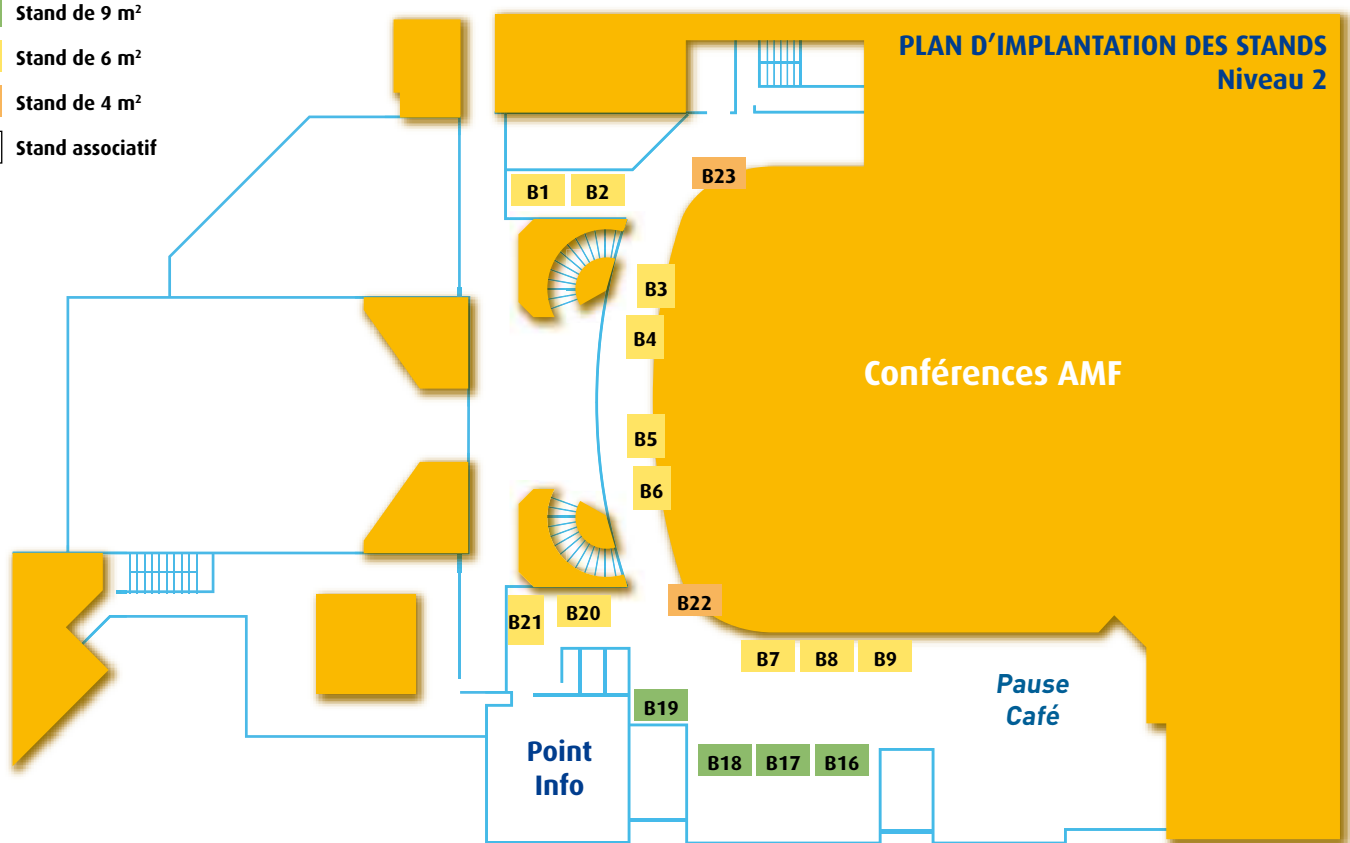 Stand de 9 m²
Stand de 6 m²
Stand de 4 m²
Stand associatif
PLAN D'IMPLANTATION DES STANDS
Niveau 2
B1
B2
B23
B3
B4
Conférences AMF
B5
B6
B22
B21
B20
B7
B8
B9
Pause
Café
B19
Point
Info
B18
B17
B16